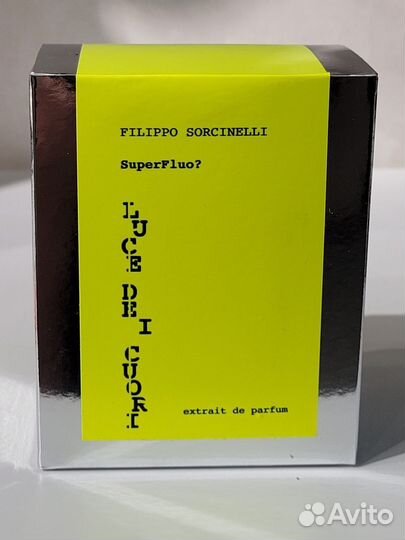 FILIPPO SORCINELLI
SuperFluo?
LUCE DEI CUORI
extrait de parfum
Avito